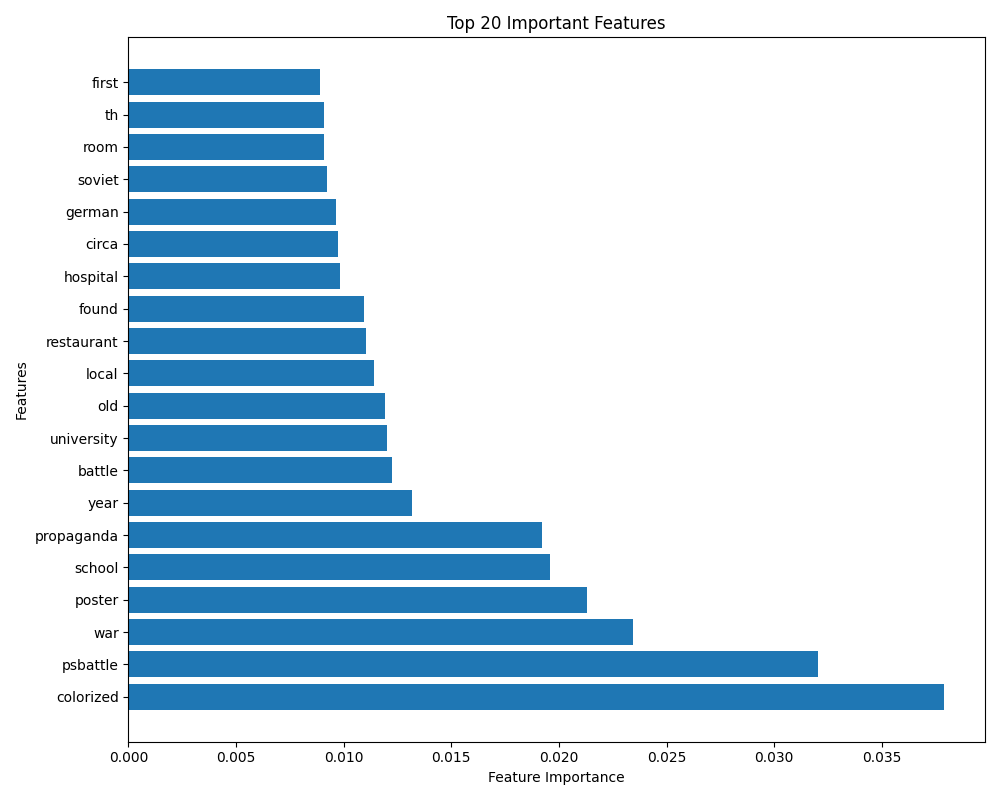 Top 20 Important Features
first
th
room
soviet
german
circa
hospital
found
restaurant
local
old
university
battle
year
propaganda
school
poster
war
psbattle
colorized
Features
0.000 0.005 0.010 0.015 0.020 0.025 0.030 0.035
Feature Importance